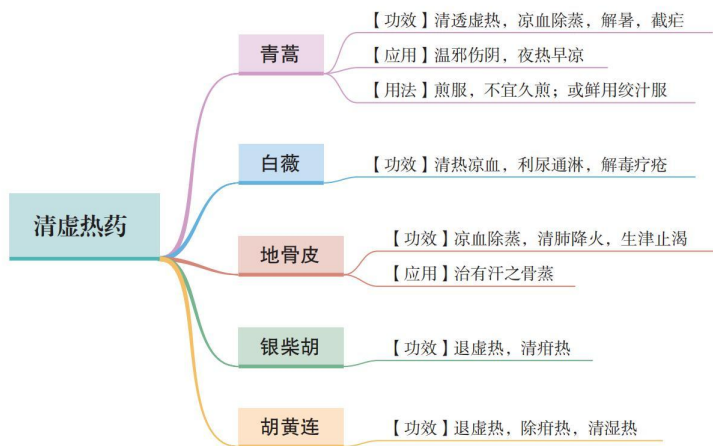 清虚热药
青蒿
【功效】清透虚热，凉血除蒸，解暑，截疟
【应用】温邪伤阴，夜热早凉
【用法】煎服，不宜久煎；或鲜用绞汁服
白薇
【功效】清热凉血，利尿通淋，解毒疗疮
地骨皮
【功效】凉血除蒸，清肺降火，生津止渴
【应用】治有汗之骨蒸
银柴胡
【功效】退虚热，清疳热
胡黄连
【功效】退虚热，除疳热，清湿热